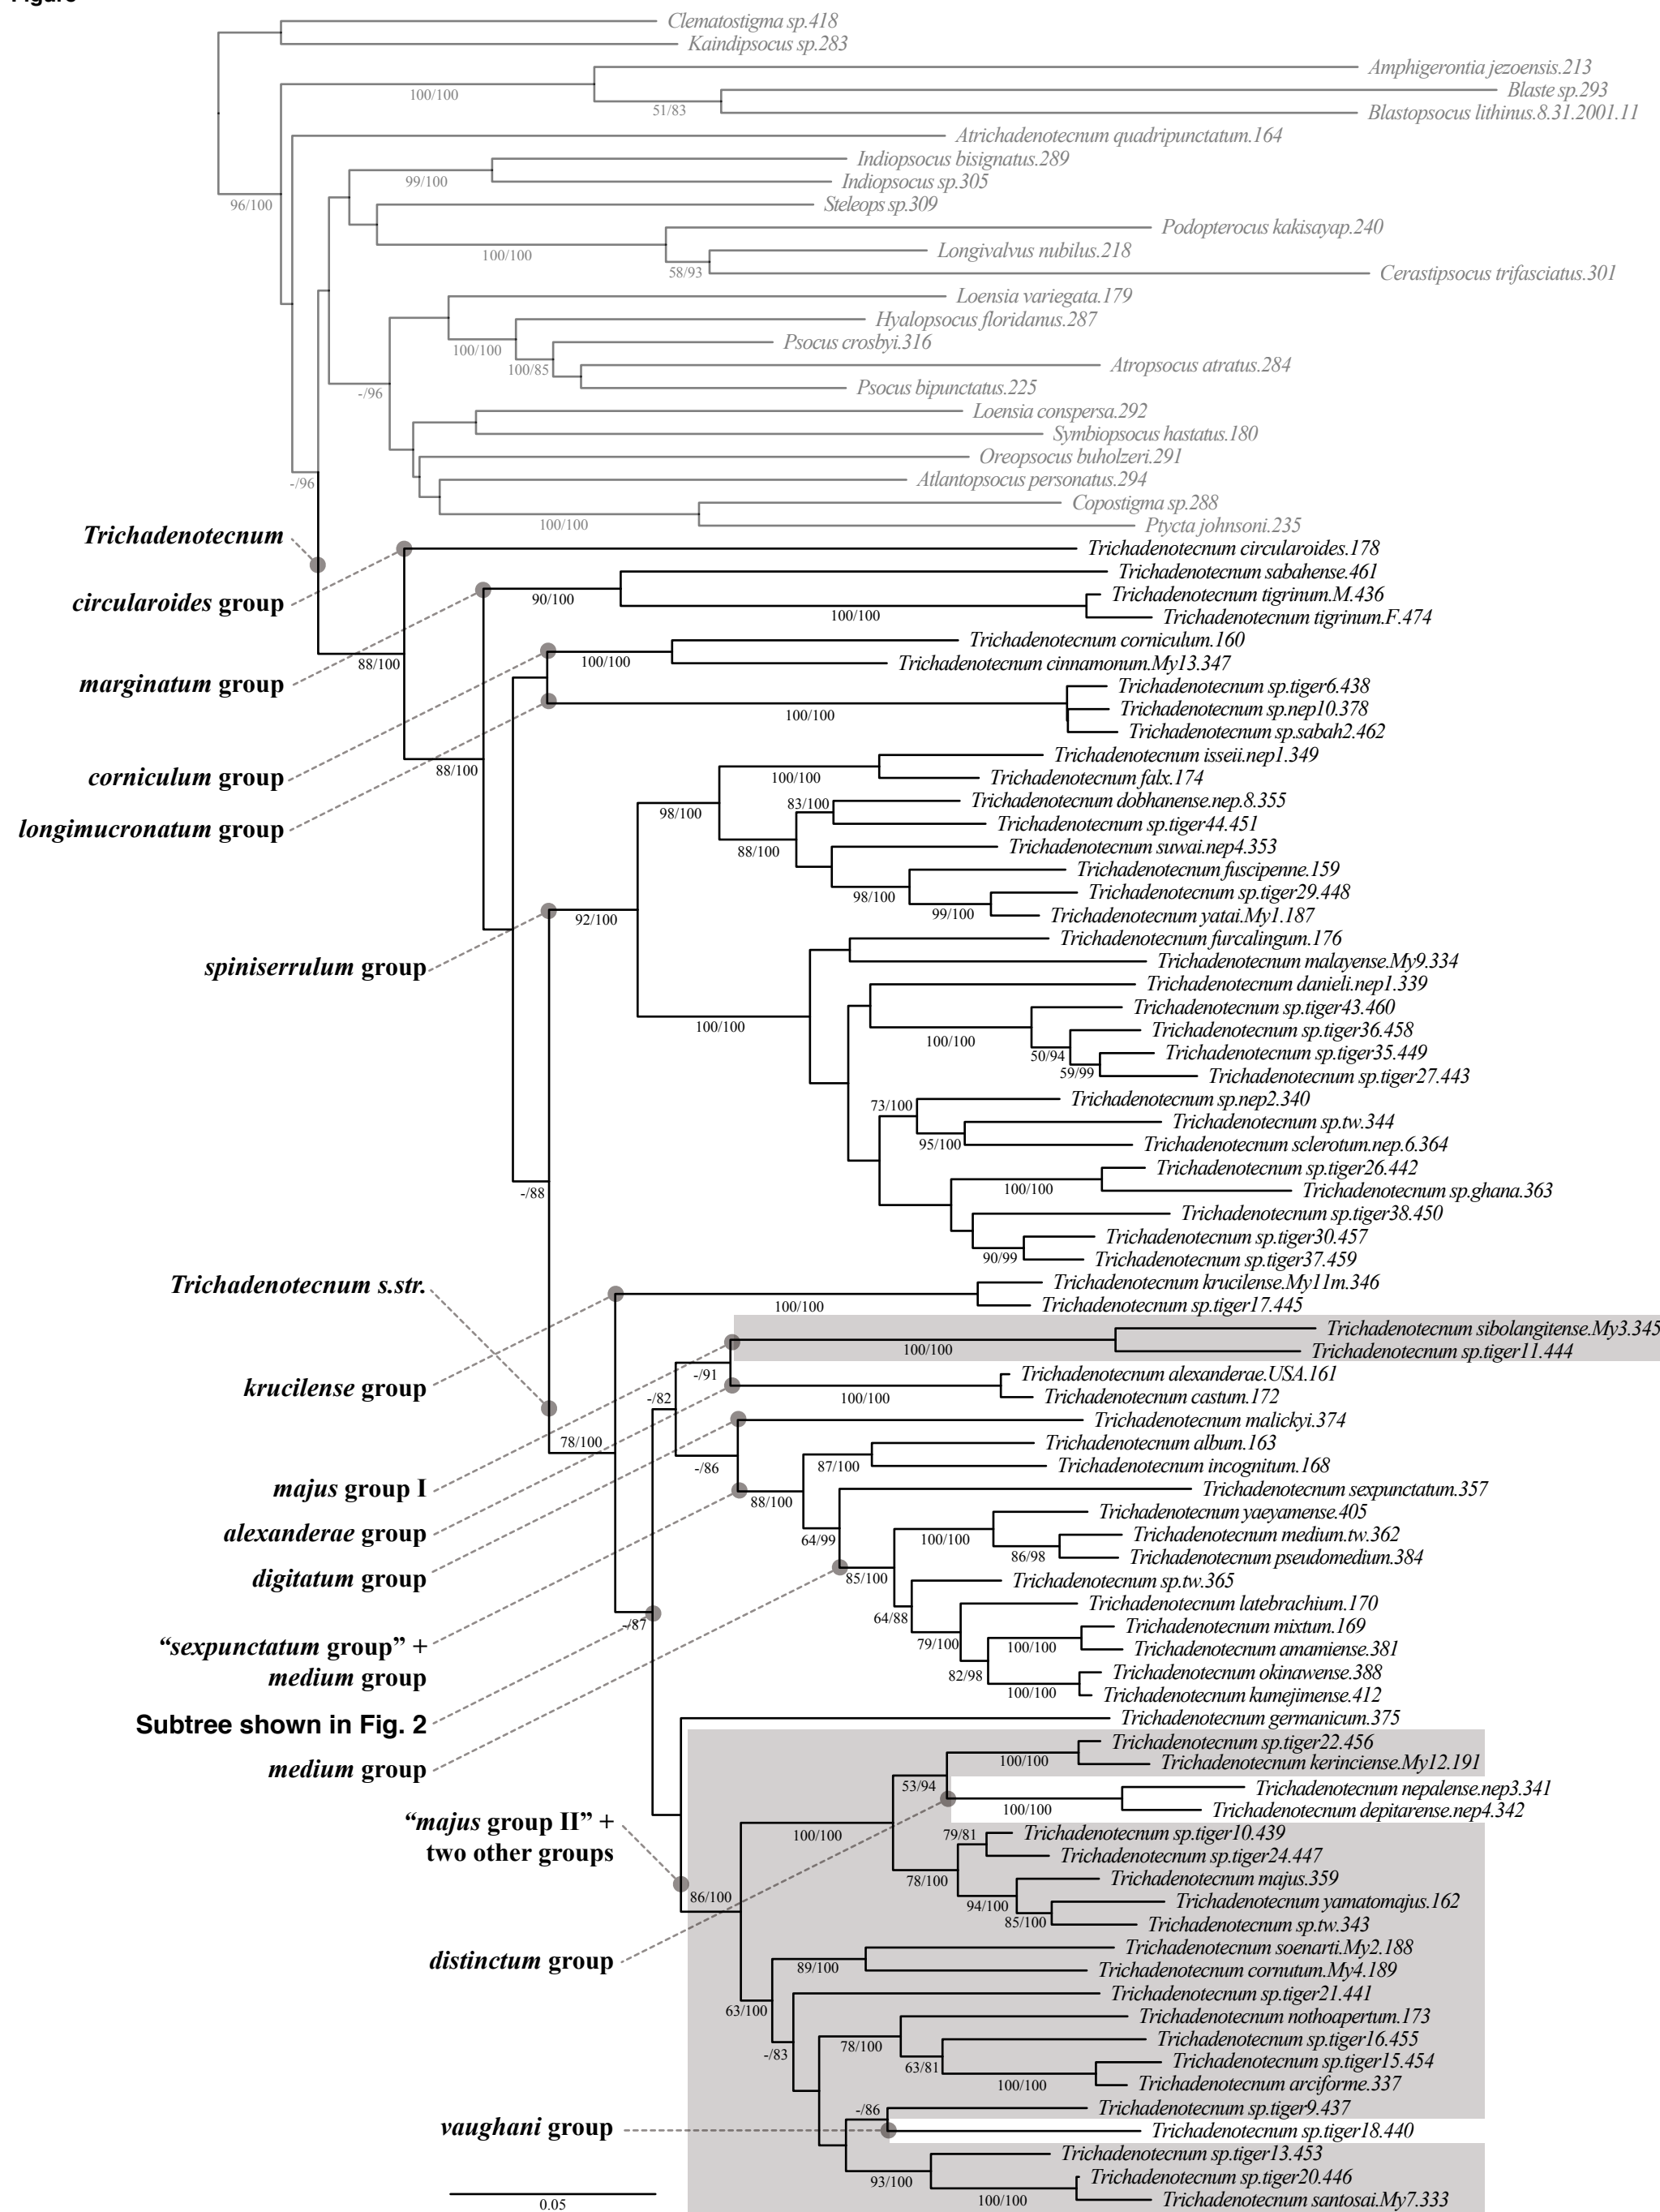 Figure
Clematostigma sp.418
Kaindipsocus sp.283
Amphigerontia jezoensis.213
100/100
Blaste sp.293
51/83
Blastopsocus lithinus.8.31.2001.11
Atrichadenotecnum quadripunctatum.164
Indiopsocus bisignatus.289
99/100
Indiopsocus sp.305
96/100
Steleops sp.309
Podopterocus kakisayap.240
100/100
Longivalvus nubilus.218
58/93
Cerastipsocus trifasciatus.301
Loensia variegata.179
Hyalopsocus floridanus.287
Psocus crosbyi.316
100/100
Atropsocus atratus.284
100/85
Psocus bipunctatus.225
-/96
Loensia conspersa.292
Symbiopsocus hastatus.180
Oreopsocus buholzeri.291
Atlantopsocus personatus.294
-/96
Copostigma sp.288
100/100
Ptycta johnsoni.235
Trichadenotecnum
Trichadenotecnum circularoides.178
Trichadenotecnum sabahense.461
circularoides group
90/100
Trichadenotecnum tigrinum.M.436
100/100
Trichadenotecnum tigrinum.F.474
Trichadenotecnum corniculum.160
88/100
100/100
Trichadenotecnum cinnamonum.My13.347
marginatum group
Trichadenotecnum sp.tiger6.438
Trichadenotecnum sp.nep10.378
100/100
Trichadenotecnum sp.sabah2.462
Trichadenotecnum isseii.nep1.349
88/100
100/100
corniculum group
Trichadenotecnum falx.174
83/100
Trichadenotecnum dobhanense.nep.8.355
98/100
longimucronatum group
Trichadenotecnum sp.tiger44.451
88/100
Trichadenotecnum suwai.nep4.353
Trichadenotecnum fuscipenne.159
98/100
Trichadenotecnum sp.tiger29.448
92/100
99/100
Trichadenotecnum yatai.My1.187
Trichadenotecnum furcalingum.176
spiniserrulum group
Trichadenotecnum malayense.My9.334
Trichadenotecnum danieli.nep1.339
Trichadenotecnum sp.tiger43.460
100/100
100/100
Trichadenotecnum sp.tiger36.458
50/94
Trichadenotecnum sp.tiger35.449
59/99
Trichadenotecnum sp.tiger27.443
73/100
Trichadenotecnum sp.nep2.340
Trichadenotecnum sp.tw.344
95/100
Trichadenotecnum sclerotum.nep.6.364
Trichadenotecnum sp.tiger26.442
-/88
100/100
Trichadenotecnum sp.ghana.363
Trichadenotecnum sp.tiger38.450
Trichadenotecnum sp.tiger30.457
90/99
Trichadenotecnum sp.tiger37.459
Trichadenotecnum s.str.
Trichadenotecnum krucilense.My11m.346
100/100
Trichadenotecnum sp.tiger17.445
Trichadenotecnum sibolangitense.My3.345
100/100
Trichadenotecnum sp.tiger11.444
-/91
Trichadenotecnum alexanderae.USA.161
krucilense group
-/82
100/100
Trichadenotecnum castum.172
Trichadenotecnum malickyi.374
78/100
Trichadenotecnum album.163
-/86
87/100
Trichadenotecnum incognitum.168
majus group I
88/100
Trichadenotecnum sexpunctatum.357
Trichadenotecnum yaeyamense.405
alexanderae group
64/99
100/100
Trichadenotecnum medium.tw.362
86/98
Trichadenotecnum pseudomedium.384
digitatum group
85/100
Trichadenotecnum sp.tw.365
Trichadenotecnum latebrachium.170
-/87
64/88
Trichadenotecnum mixtum.169
“sexpunctatum group” +
medium group
79/100
100/100
Trichadenotecnum amamiense.381
82/98
Trichadenotecnum okinawense.388
100/100
Trichadenotecnum kumejimense.412
Subtree shown in Fig. 2
Trichadenotecnum germanicum.375
Trichadenotecnum sp.tiger22.456
medium group
100/100
Trichadenotecnum kerinciense.My12.191
53/94
Trichadenotecnum nepalense.nep3.341
100/100
Trichadenotecnum depitarense.nep4.342
“majus group II” +
two other groups
100/100
79/81
Trichadenotecnum sp.tiger10.439
Trichadenotecnum sp.tiger24.447
78/100
Trichadenotecnum majus.359
86/100
94/100
Trichadenotecnum yamatomajus.162
85/100
Trichadenotecnum sp.tw.343
distinctum group
Trichadenotecnum soenarti.My2.188
89/100
Trichadenotecnum cornutum.My4.189
Trichadenotecnum sp.tiger21.441
63/100
Trichadenotecnum nothoapertum.173
-/83
78/100
Trichadenotecnum sp.tiger16.455
63/81
Trichadenotecnum sp.tiger15.454
100/100
Trichadenotecnum arciforme.337
-/86
Trichadenotecnum sp.tiger9.437
vaughani group
Trichadenotecnum sp.tiger18.440
Trichadenotecnum sp.tiger13.453
93/100
Trichadenotecnum sp.tiger20.446
100/100
Trichadenotecnum santosai.My7.333
0.05